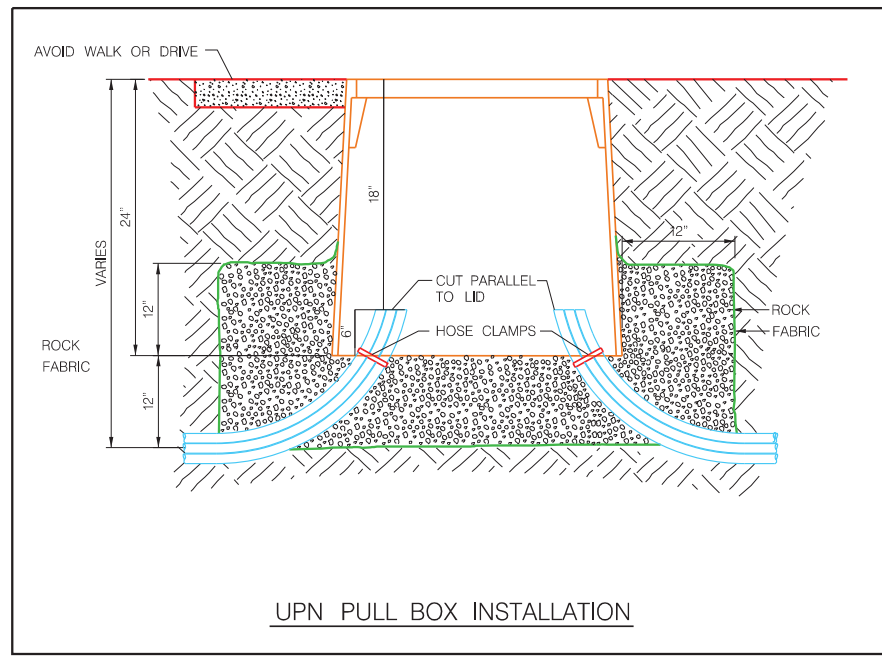 AVOID WALK OR DRIVE
18"
24"
VARIES
12"
12"
CUT PARALLEL
TO LID
6"
HOSE CLAMPS
ROCK
FABRIC
ROCK
FABRIC
12"
UPN PULL BOX INSTALLATION